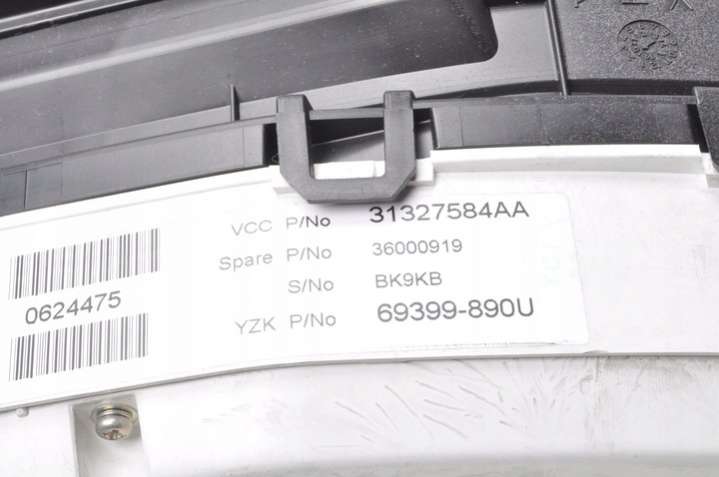 VCC P/No 31327584AA
Spare P/No 36000919
S/No BK9KB
YZK P/No 69399-890U
0624475